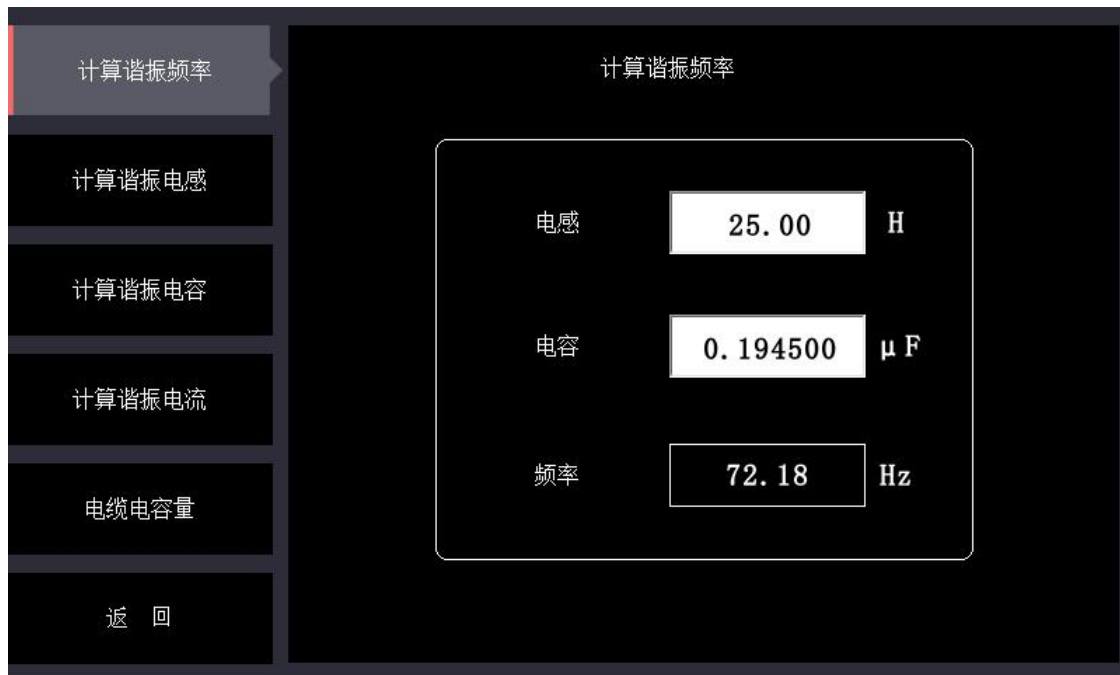 计算谐振频率
计算谐振电感
计算谐振电容
计算谐振电流
电缆电容量
返 回
计算谐振频率
电感 25.00 H
电容 0.194500 μF
频率 72.18 Hz